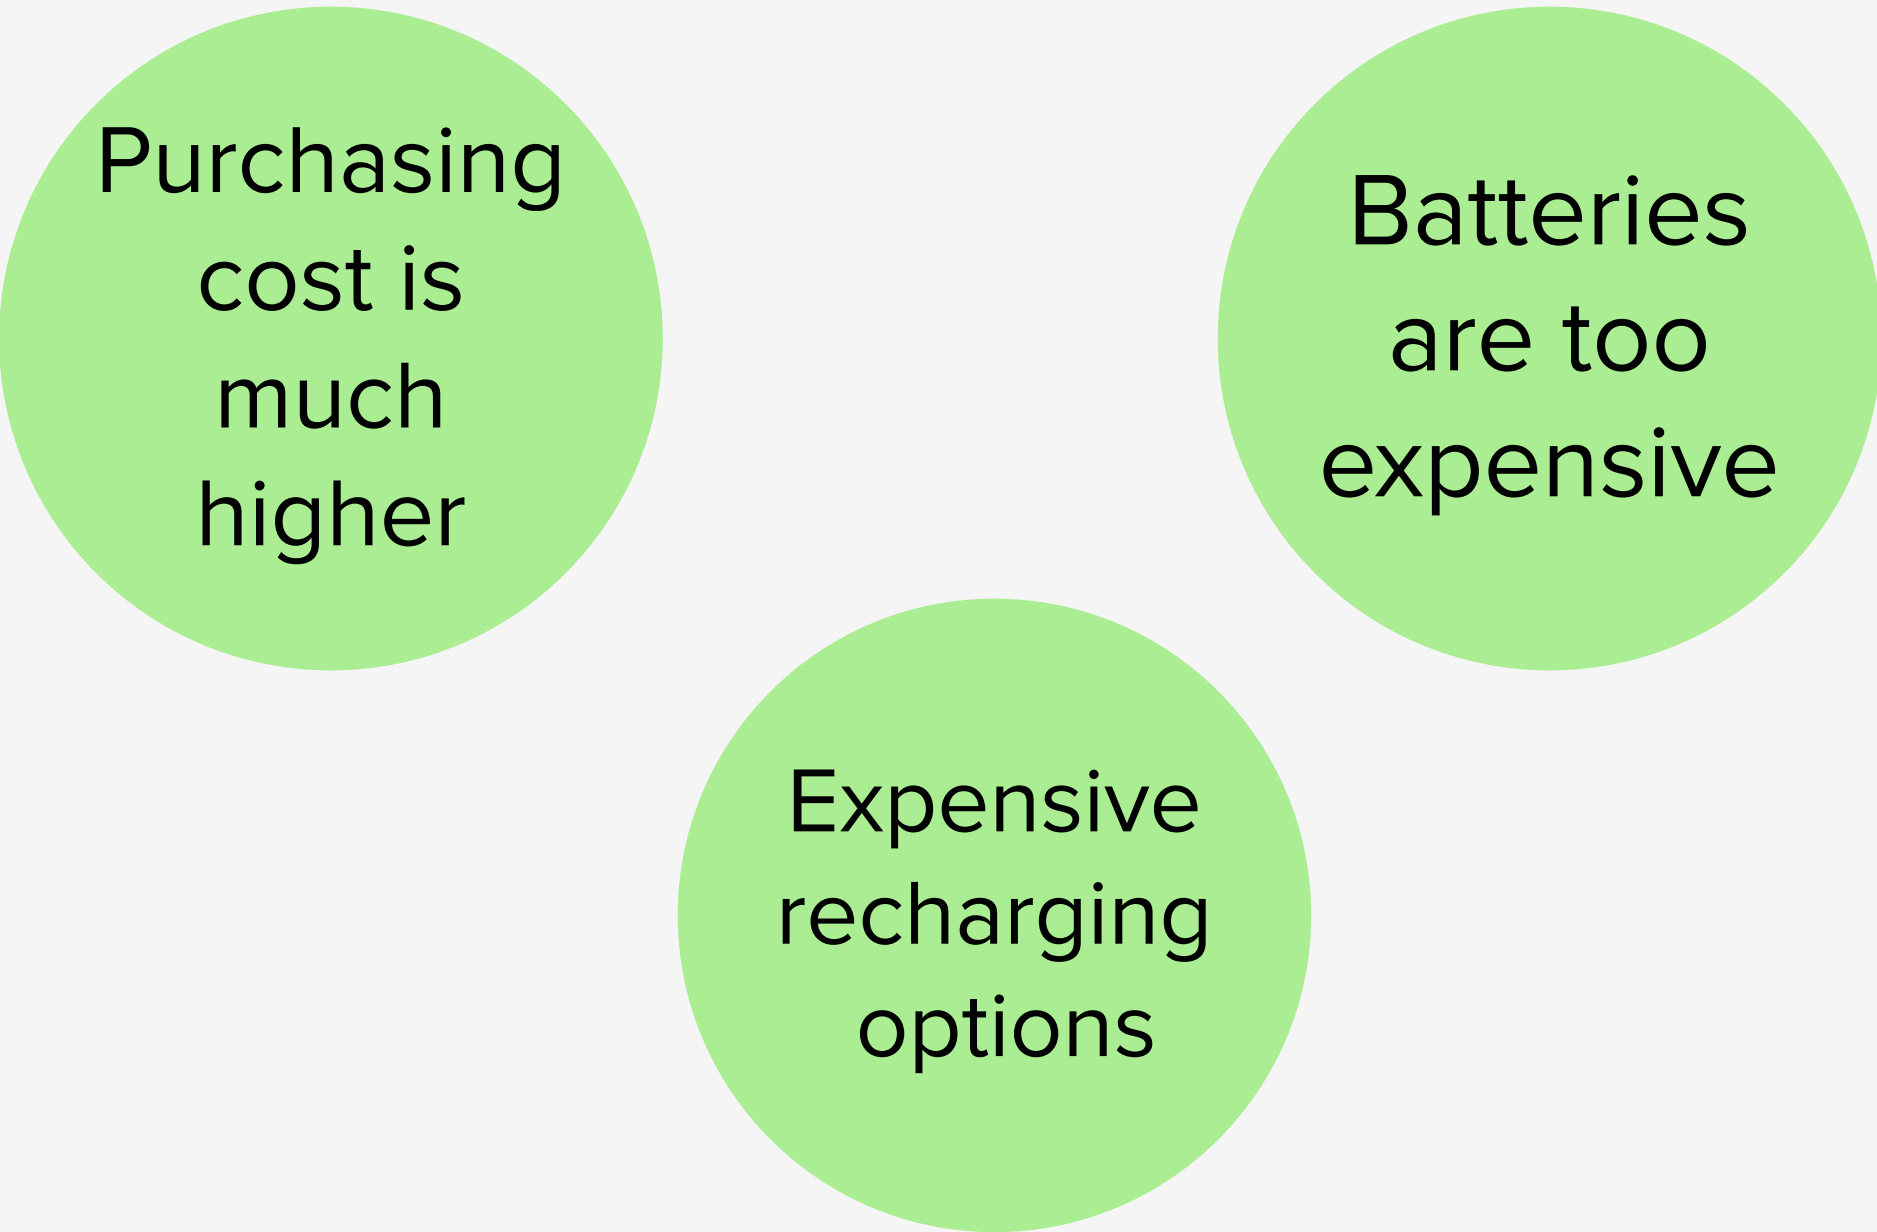 Purchasing
cost is
much
higher
Batteries
are too
expensive
Expensive
recharging
options